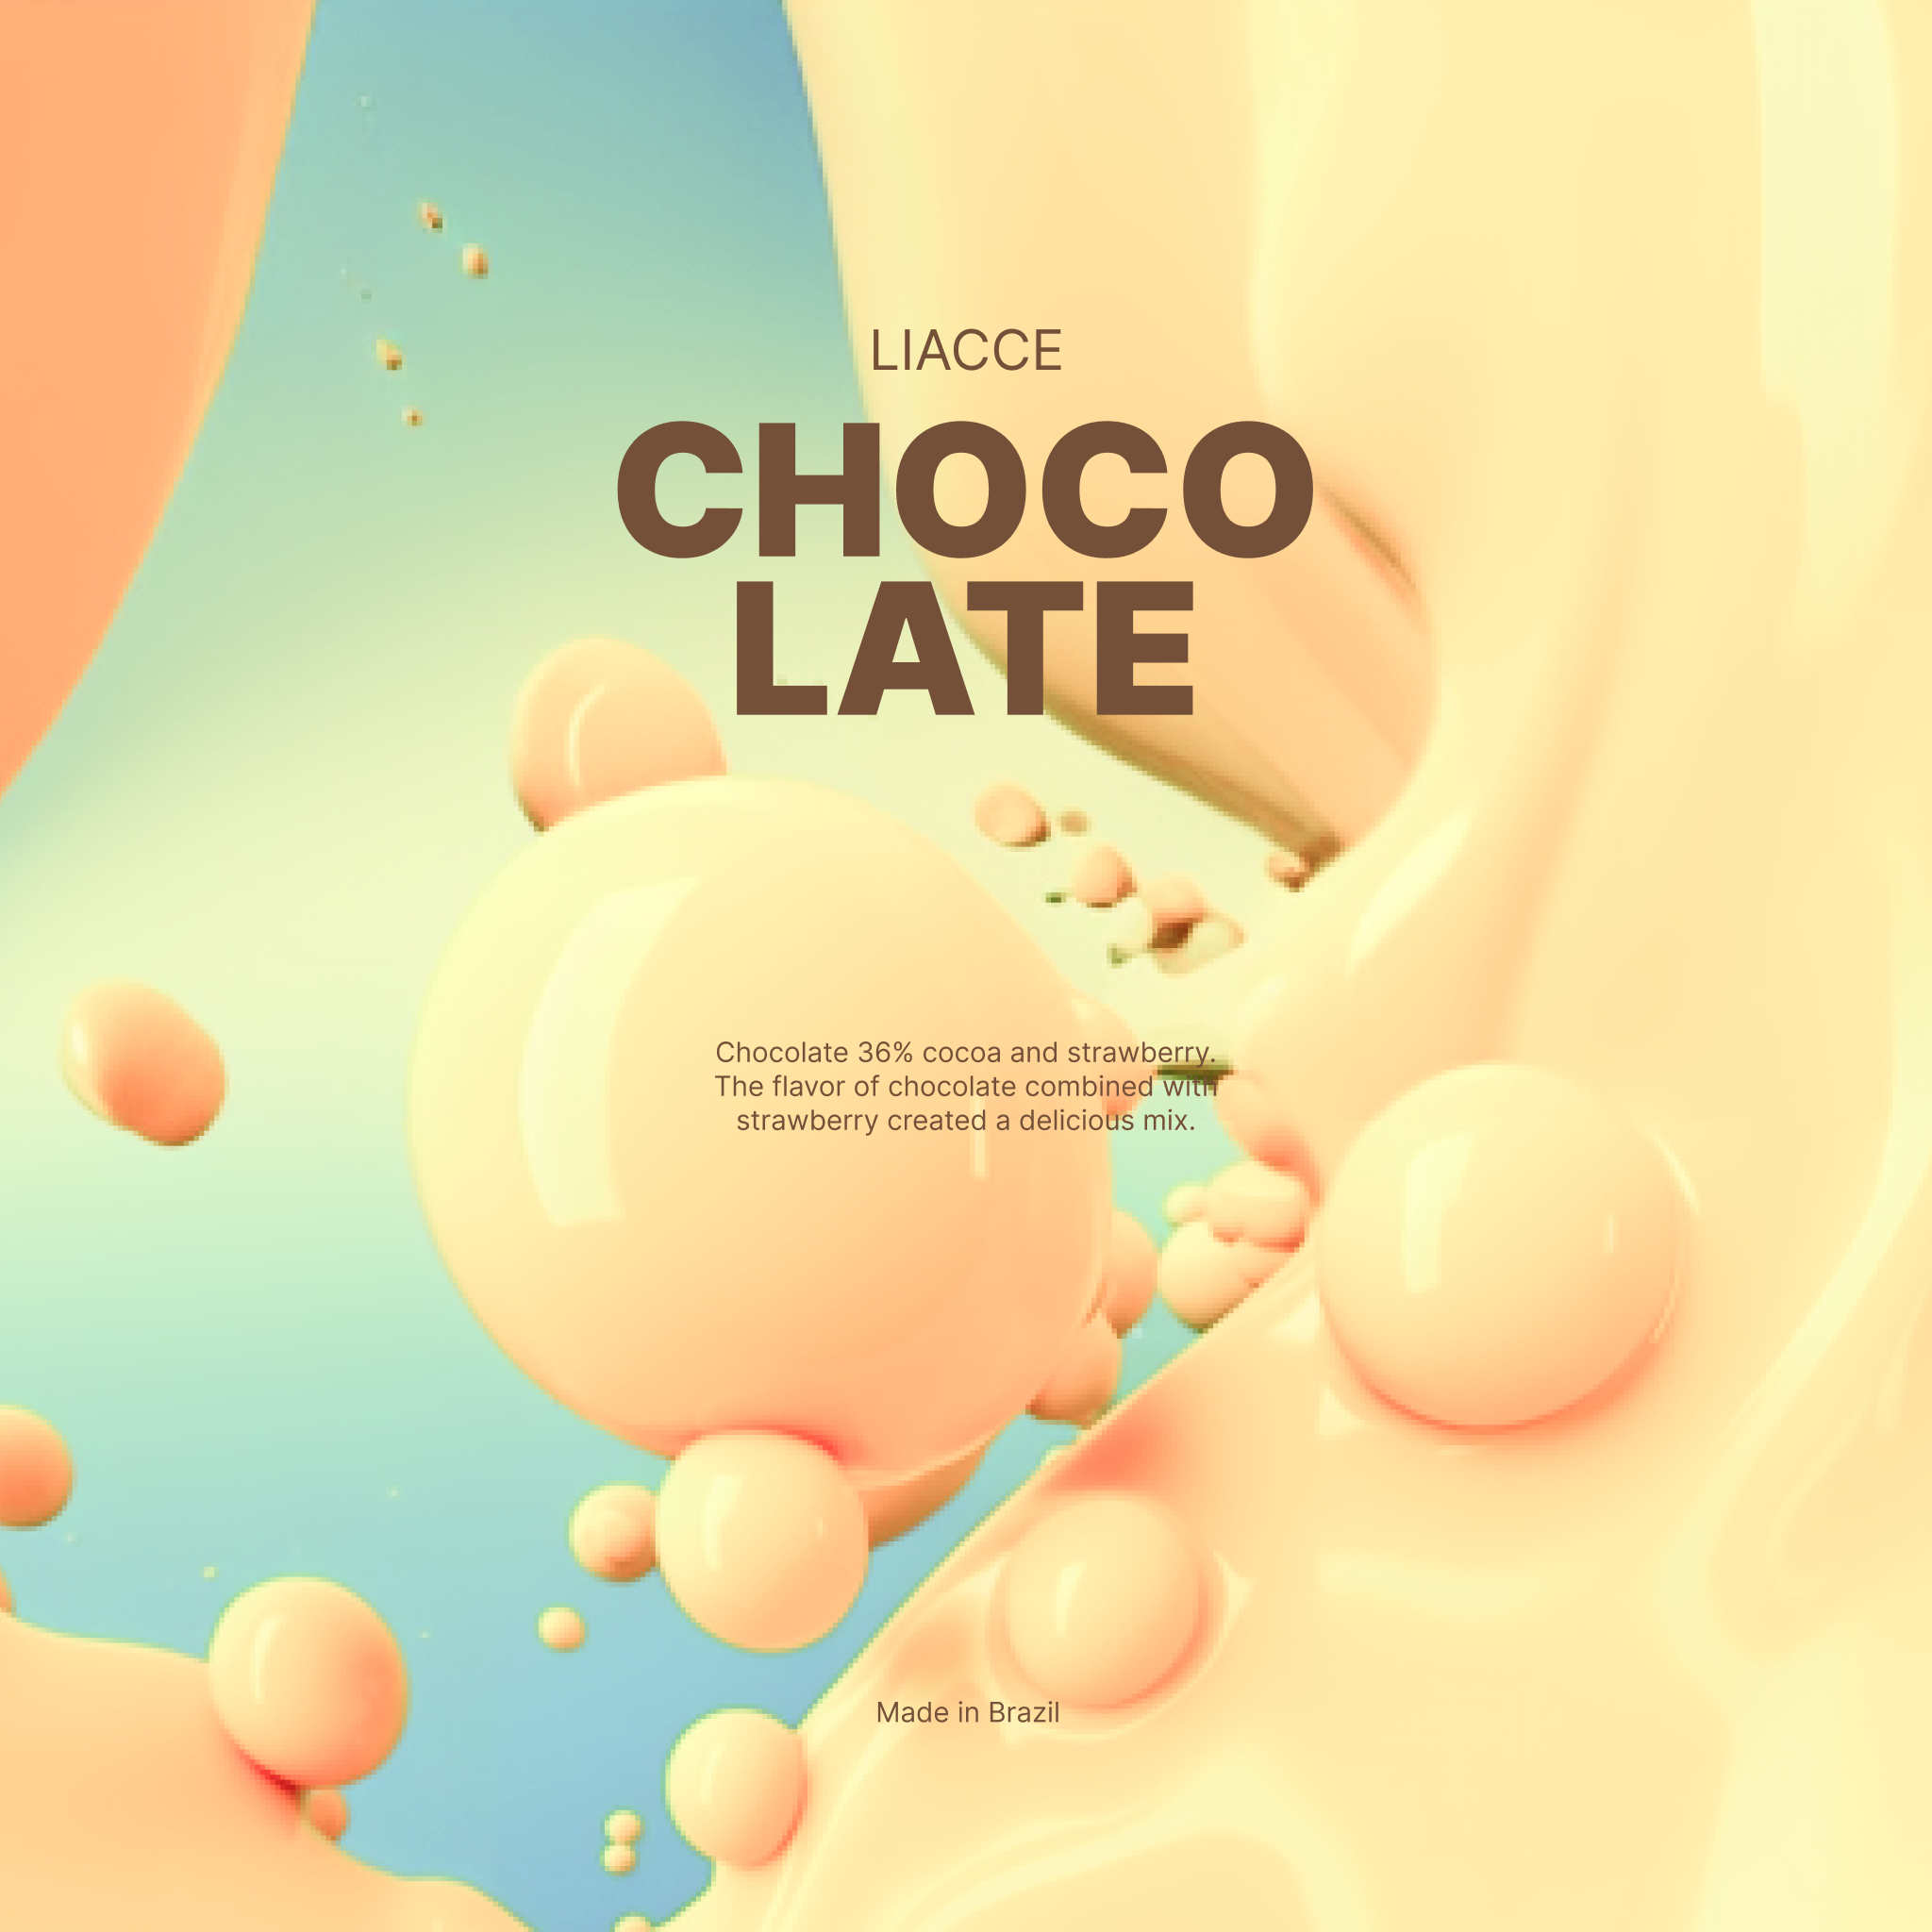 LIACCE
CHOCO
LATE
Chocolate 36% cocoa and strawberry.
The flavor of chocolate combined with
strawberry created a delicious mix.
Made in Brazil